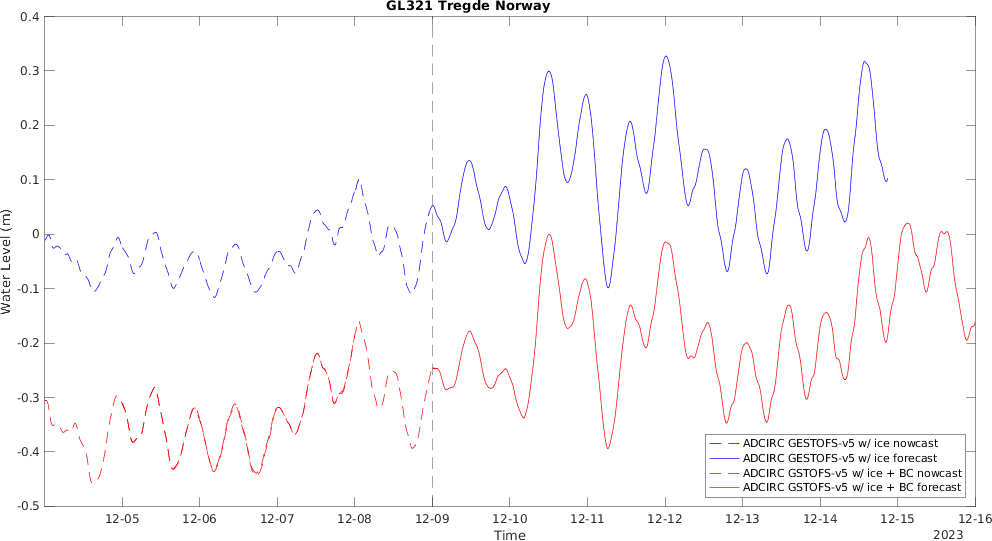 GL321 Tregde Norway
0.4
0.3
0.2
0.1
0
-0.1
-0.2
-0.3
-0.4
-0.5
Water Level (m)
12-05 12-06 12-07 12-08 12-09 12-10 12-11 12-12 12-13 12-14 12-15 12-16
Time
2023
ADCIRC GESTOFS-v5 w/ ice nowcast
ADCIRC GESTOFS-v5 w/ ice forecast
ADCIRC GSTOFS-v5 w/ ice + BC nowcast
ADCIRC GSTOFS-v5 w/ ice + BC forecast